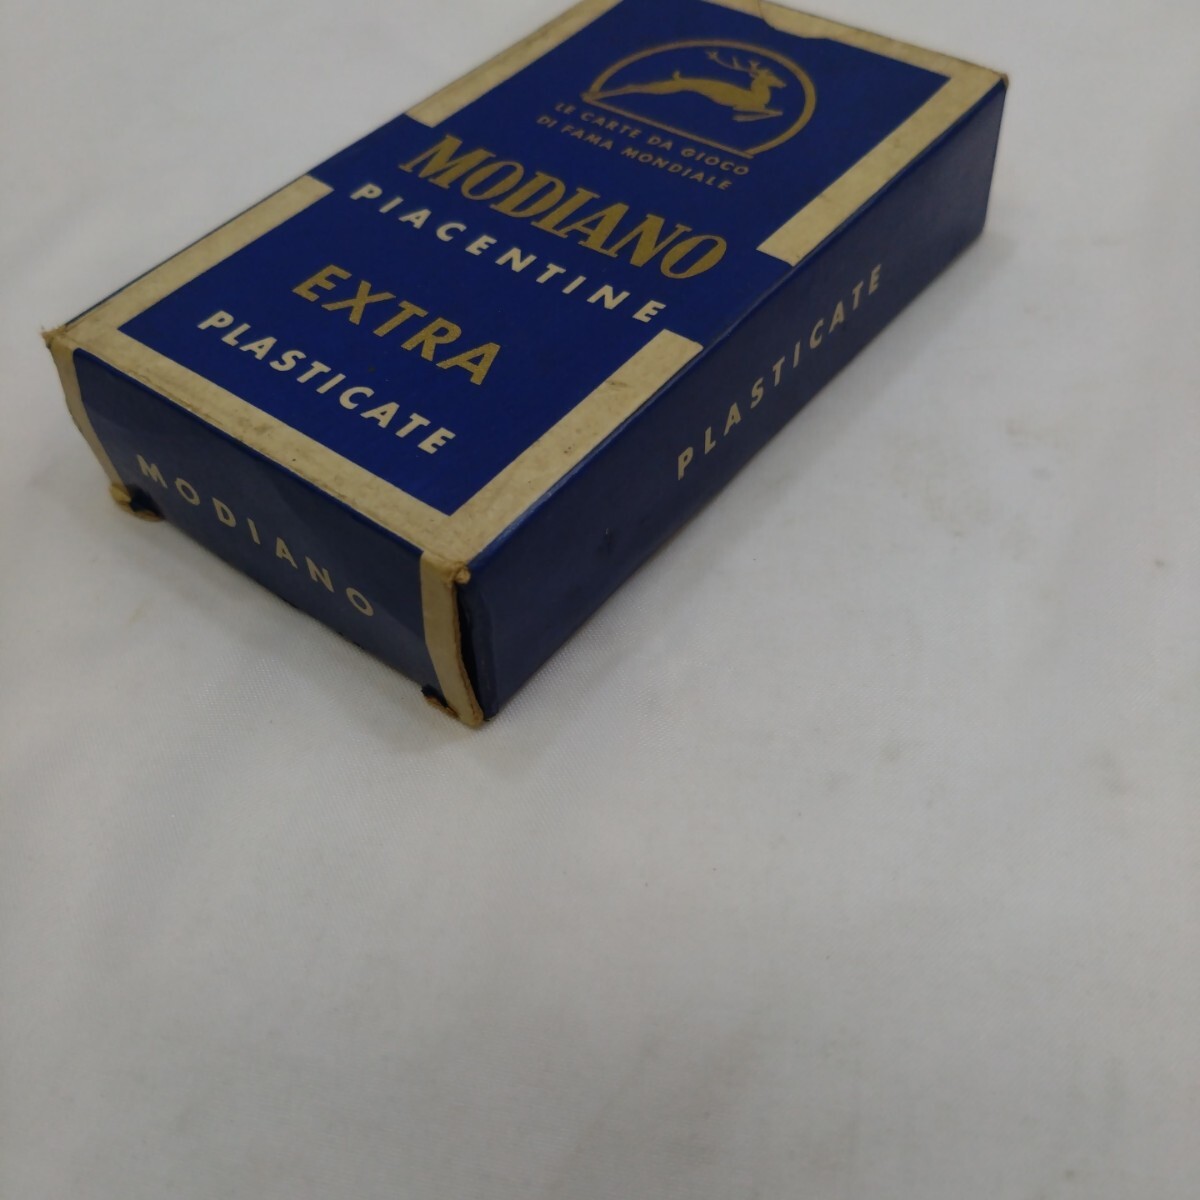 LE CARTE DA GIOCO
DI FAMA MONDIALE
MODIANO
PIACENTINE
EXTRA
PLASTICATE
MODIANO
PLASTICATE